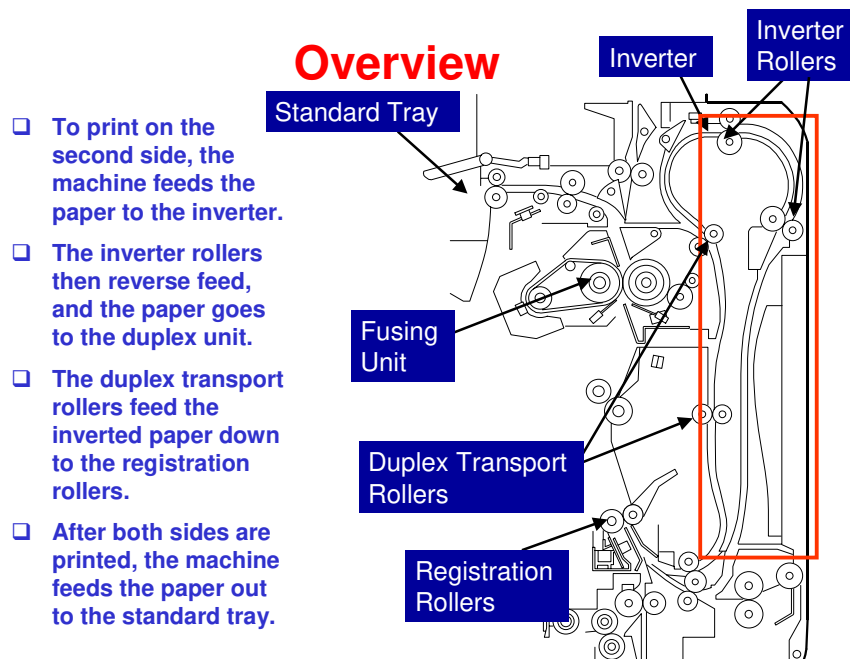 Overview
❑ To print on the
second side, the
machine feeds the
paper to the inverter.
❑ The inverter rollers
then reverse feed,
and the paper goes
to the duplex unit.
❑ The duplex transport
rollers feed the
inverted paper down
to the registration
rollers.
❑ After both sides are
printed, the machine
feeds the paper out
to the standard tray.
Inverter
Inverter
Rollers
Standard Tray
Fusing
Unit
Duplex Transport
Rollers
Registration
Rollers